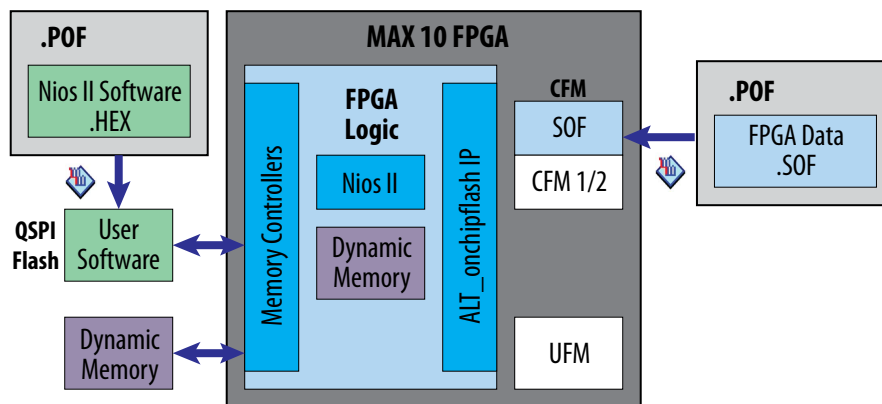 .POF
Nios II Software
.HEX
QSPI
Flash
User
Software
Dynamic
Memory
MAX 10 FPGA
Memory Controllers
FPGA
Logic
Nios II
Dynamic
Memory
ALT_onchipflash IP
CFM
SOF
CFM 1/2
UFM
.POF
FPGA Data
.SOF